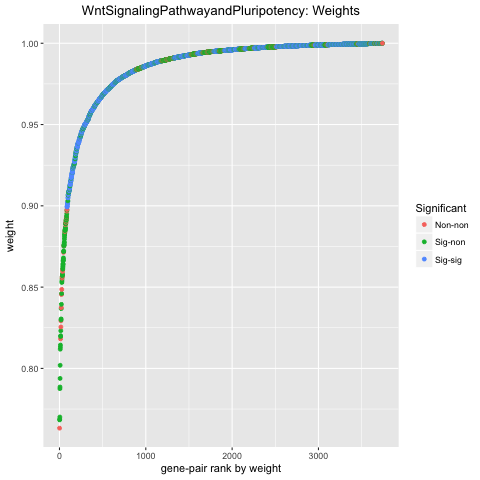 WntSignalingPathwayandPluripotency: Weights
1.00
0.95
0.90
0.85
0.80
weight
0
1000
2000
3000
gene-pair rank by weight
Significant
Non-non
Sig-non
Sig-sig